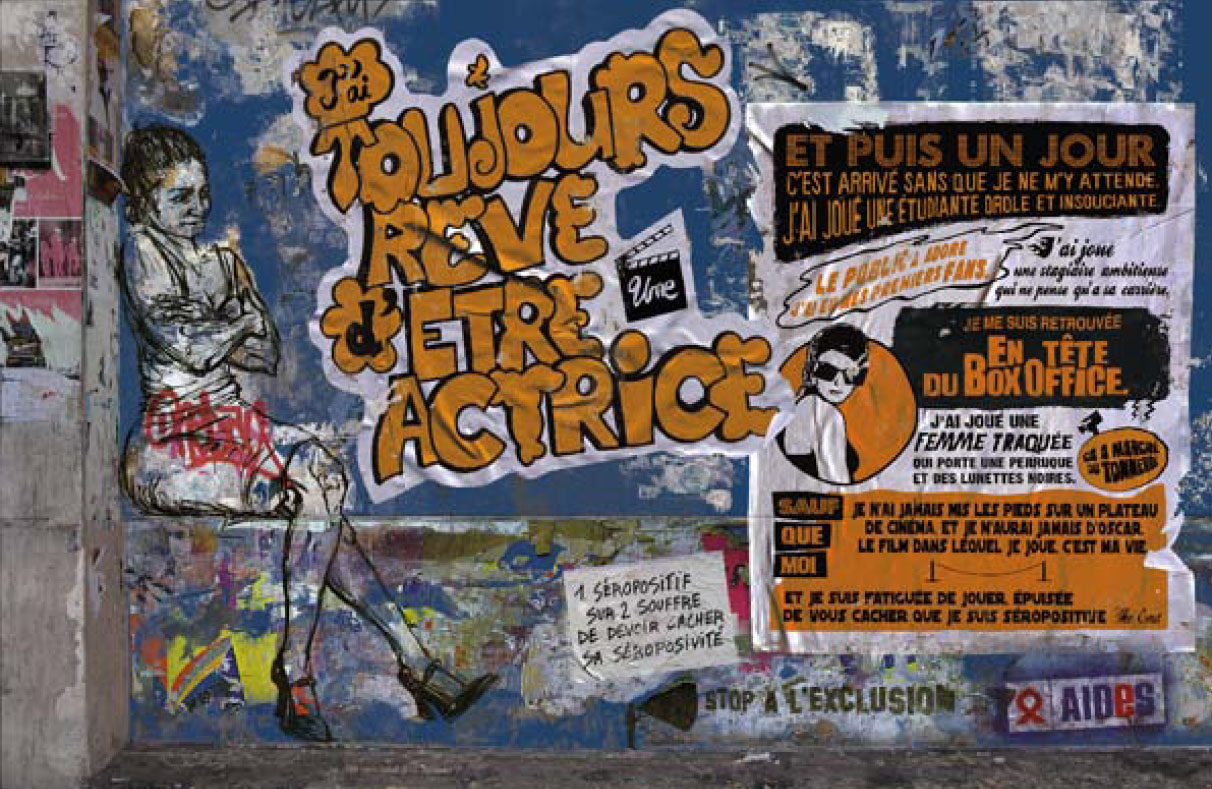 J'ai
TOUJOURS
REVE
d'ETRE
Une
ACTRICE
ET PUIS UN JOUR
C'EST ARRIVÉ SANS QUE JE NE M'Y ATTENDE.
J'AI JOUÉ UNE ÉTUDIANTE DROLE ET INSOUCIANTE
LE PUBLIC A ADORÉ
J'AI EU MES PREMIERS FANS.
J'ai joué
une stagiaire ambitieuse
qui ne pense qu'a sa carrière.
JE ME SUIS RETROUVÉE
EN TÊTE
DU BOX OFFICE.
J'AI JOUÉ UNE
FEMME TRAQUÉE
QUI PORTE UNE PERRUQUE
ET DES LUNETTES NOIRES.
ÇA A MARCHÉ
DU TONNERRE
SAUF
QUE
MOI
JE N'AI JAMAIS MIS LES PIEDS SUR UN PLATEAU
DE CINÉMA. ET JE N'AURAI JAMAIS D'OSCAR.
LE FILM DANS LEQUEL JE JOUE, C'EST MA VIE
ET JE SUIS FATIGUÉE DE JOUER, ÉPUISÉE
DE VOUS CACHER QUE JE SUIS SÉROPOSITIVE The End
1 SÉROPOSITIF
SUR 2 SOUFFRE
DE DEVOIR CACHER
SA SÉROPOSIVITÉ
STOP A L'EXCLUSION
AIDES